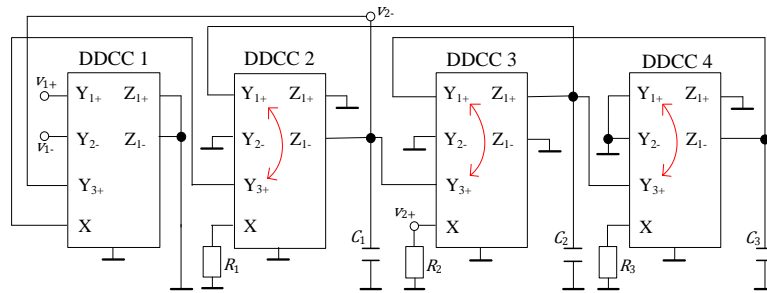 v2-
DDCC 1
DDCC 2
DDCC 3
DDCC 4
v1+
Y1+
Z1+
v1-
Y2-
Z1-
Y3+
X
Y1+
Z1+
Y2-
Z1-
Y3+
X
R1
C1
Y1+
Z1+
Y2-
Z1-
Y3+
v2+
X
R2
C2
Y1+
Z1+
Y2-
Z1-
Y3+
X
R3
C3